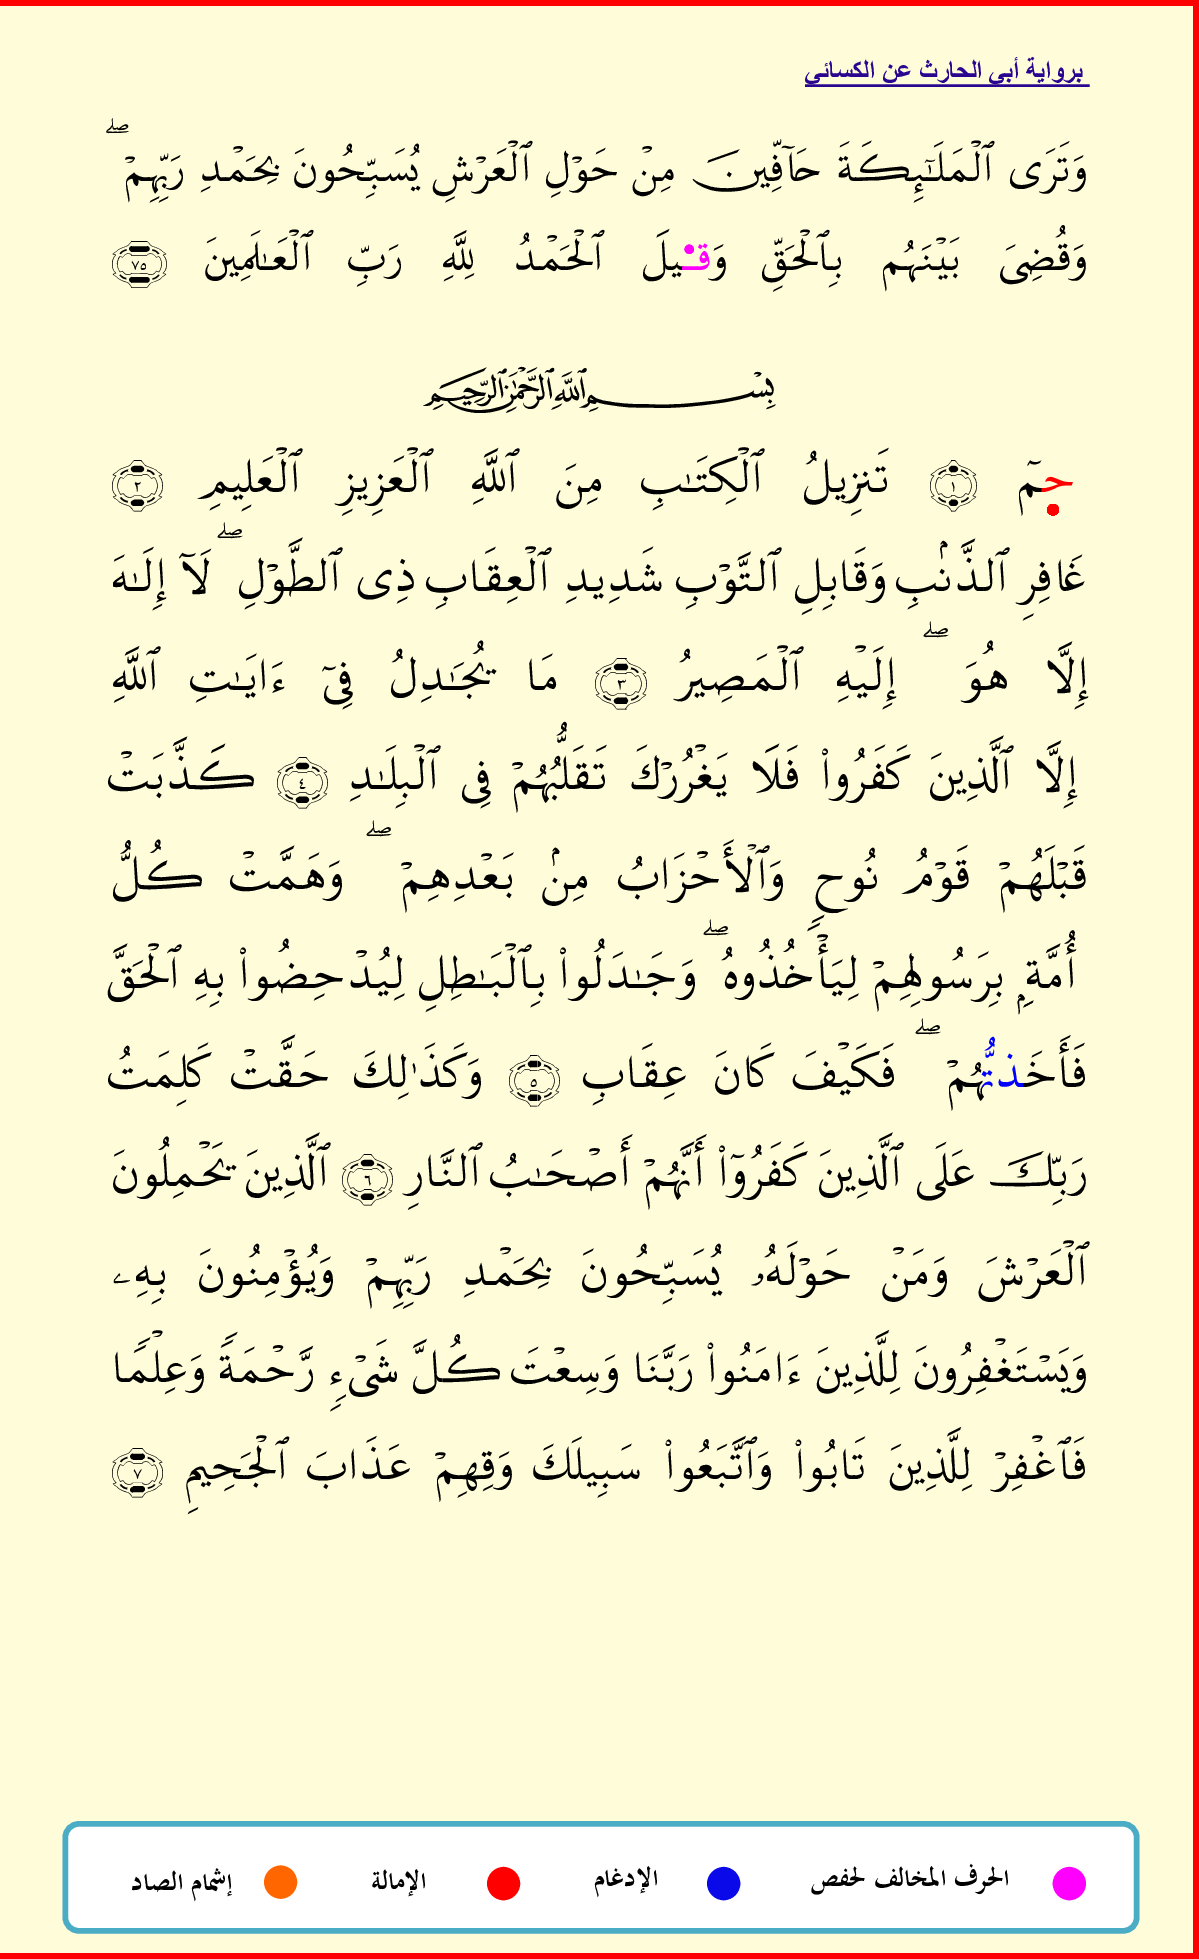 برواية أبي الحارث عن الكسائي
وَتَرَى ٱلْمَلَٰٓئِكَةَ حَآفِّينَ مِنْ حَوْلِ ٱلْعَرْشِ يُسَبِّحُونَ بِحَمْدِ رَبِّهِمْ ۖ
وَقُضِىَ بَيْنَهُم بِٱلْحَقِّ وَقِيلَ ٱلْحَمْدُ لِلَّهِ رَبِّ ٱلْعَٰلَمِينَ ٧٥
بِسْمِ ٱللَّهِ ٱلرَّحْمَٰنِ ٱلرَّحِيمِ
حمٓ ١ تَنزِيلُ ٱلْكِتَٰبِ مِنَ ٱللَّهِ ٱلْعَزِيزِ ٱلْعَلِيمِ ٢
غَافِرِ ٱلذَّنۢبِ وَقَابِلِ ٱلتَّوْبِ شَدِيدِ ٱلْعِقَابِ ذِى ٱلطَّوْلِ ۖ لَآ إِلَٰهَ
إِلَّا هُوَ ۖ إِلَيْهِ ٱلْمَصِيرُ ٣ مَا يُجَٰدِلُ فِىٓ ءَايَٰتِ ٱللَّهِ
إِلَّا ٱلَّذِينَ كَفَرُوا۟ فَلَا يَغْرُرْكَ تَقَلُّبُهُمْ فِى ٱلْبِلَٰدِ ٤ كَذَّبَتْ
قَبْلَهُمْ قَوْمُ نُوحٍ وَٱلْأَحْزَابُ مِنۢ بَعْدِهِمْ ۖ وَهَمَّتْ كُلُّ
أُمَّةٍۭ بِرَسُولِهِمْ لِيَأْخُذُوهُ ۖ وَجَٰدَلُوا۟ بِٱلْبَٰطِلِ لِيُدْحِضُوا۟ بِهِ ٱلْحَقَّ
فَأَخَذتُّهُمْ ۖ فَكَيْفَ كَانَ عِقَابِ ٥ وَكَذَٰلِكَ حَقَّتْ كَلِمَتُ
رَبِّكَ عَلَى ٱلَّذِينَ كَفَرُوٓا۟ أَنَّهُمْ أَصْحَٰبُ ٱلنَّارِ ٦ ٱلَّذِينَ يَحْمِلُونَ
ٱلْعَرْشَ وَمَنْ حَوْلَهُۥ يُسَبِّحُونَ بِحَمْدِ رَبِّهِمْ وَيُؤْمِنُونَ بِهِۦ
وَيَسْتَغْفِرُونَ لِلَّذِينَ ءَامَنُوا۟ رَبَّنَا وَسِعْتَ كُلَّ شَىْءٍ رَّحْمَةً وَعِلْمًا
فَٱغْفِرْ لِلَّذِينَ تَابُوا۟ وَٱتَّبَعُوا۟ سَبِيلَكَ وَقِهِمْ عَذَابَ ٱلْجَحِيمِ ٧
الحرف المخالف لحفص الإدغام الإمالة إشمام الصاد